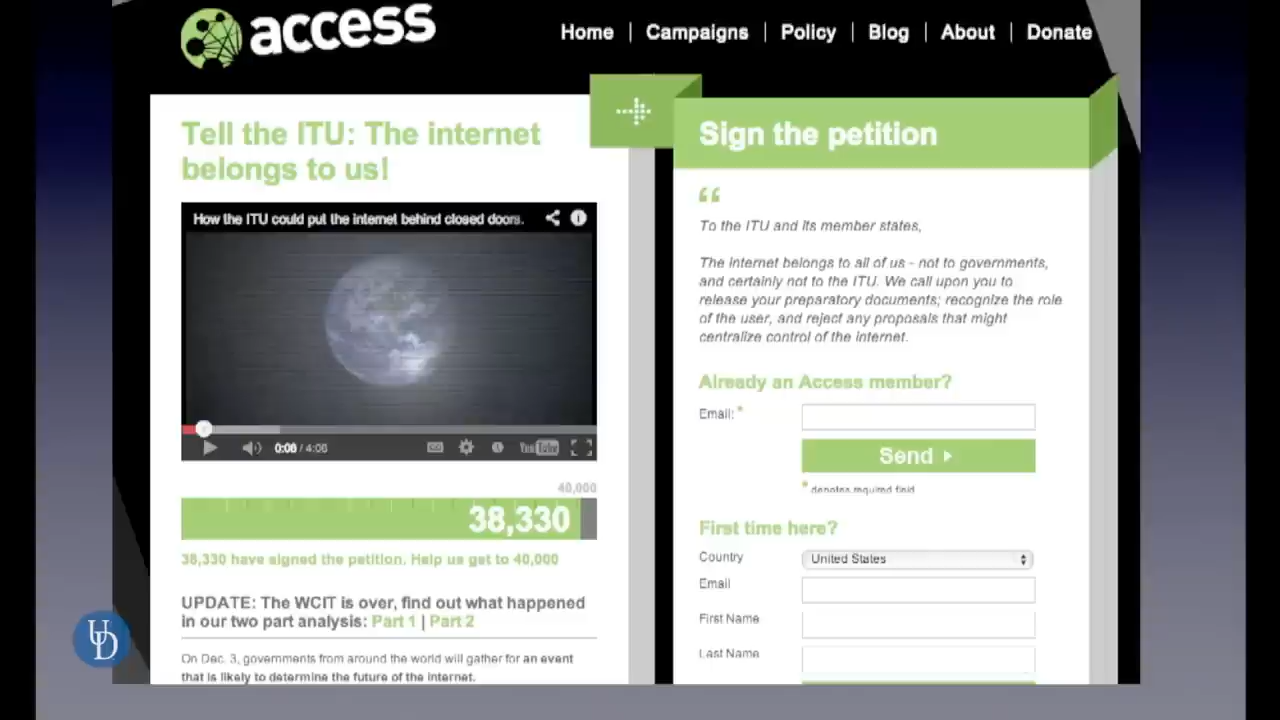 access
Home | Campaigns | Policy | Blog | About | Donate
Tell the ITU: The internet
belongs to us!
How the ITU could put the internet behind closed doors.
0:06 / 4:00
CC
YouTube
40,000
38,330
38,330 have signed the petition. Help us get to 40,000
UPDATE: The WCIT is over, find out what happened
in our two part analysis: Part 1 | Part 2
On Dec. 3, governments from around the world will gather for an event
that is likely to determine the future of the internet.
Sign the petition
“
To the ITU and its member states,
The internet belongs to all of us - not to governments,
and certainly not to the ITU. We call upon you to
release your preparatory documents; recognize the role
of the user, and reject any proposals that might
centralize control of the internet.
Already an Access member?
Email: *
Send
* denotes required field
First time here?
Country
United States
Email
First Name
Last Name
UD